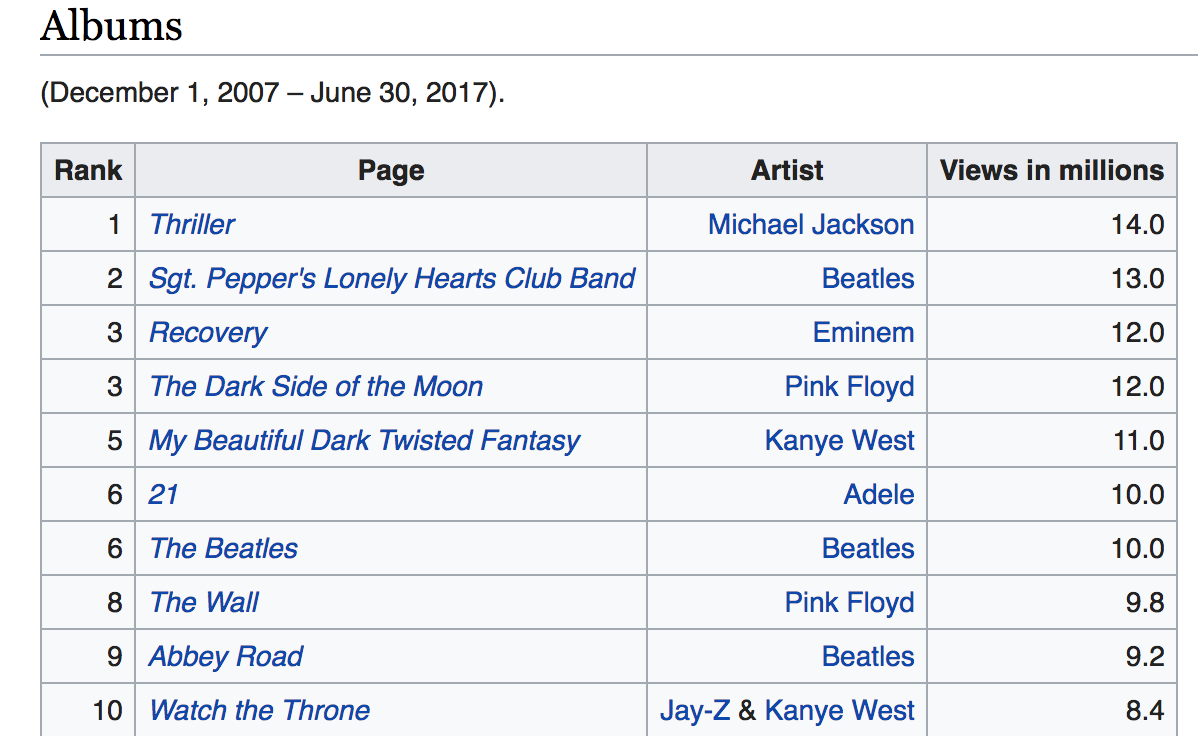 Albums
(December 1, 2007 – June 30, 2017).
Rank Page Artist Views in millions
1 Thriller Michael Jackson 14.0
2 Sgt. Pepper's Lonely Hearts Club Band Beatles 13.0
3 Recovery Eminem 12.0
3 The Dark Side of the Moon Pink Floyd 12.0
5 My Beautiful Dark Twisted Fantasy Kanye West 11.0
6 21 Adele 10.0
6 The Beatles Beatles 10.0
8 The Wall Pink Floyd 9.8
9 Abbey Road Beatles 9.2
10 Watch the Throne Jay-Z & Kanye West 8.4